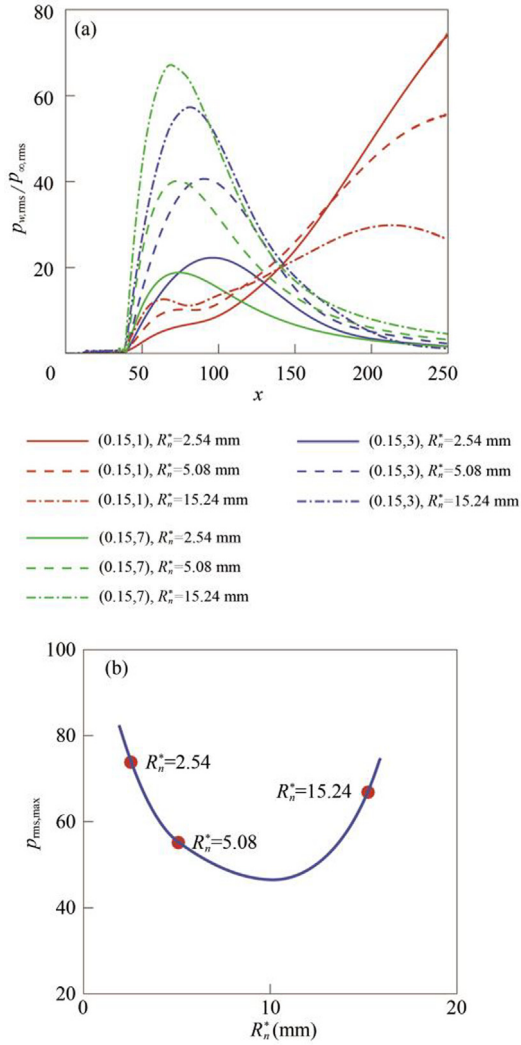 80
(a)
60
40
20
p_w,rms/p_∞,rms
0 50 100 150 200 250
x
(0.15,1), R*_n=2.54 mm
(0.15,1), R*_n=5.08 mm
(0.15,1), R*_n=15.24 mm
(0.15,3), R*_n=2.54 mm
(0.15,3), R*_n=5.08 mm
(0.15,3), R*_n=15.24 mm
(0.15,7), R*_n=2.54 mm
(0.15,7), R*_n=5.08 mm
(0.15,7), R*_n=15.24 mm
100
(b)
80
R*_n=2.54
R*_n=15.24
60
R*_n=5.08
40
20
p_rms,max
0 10 20
R*_n(mm)